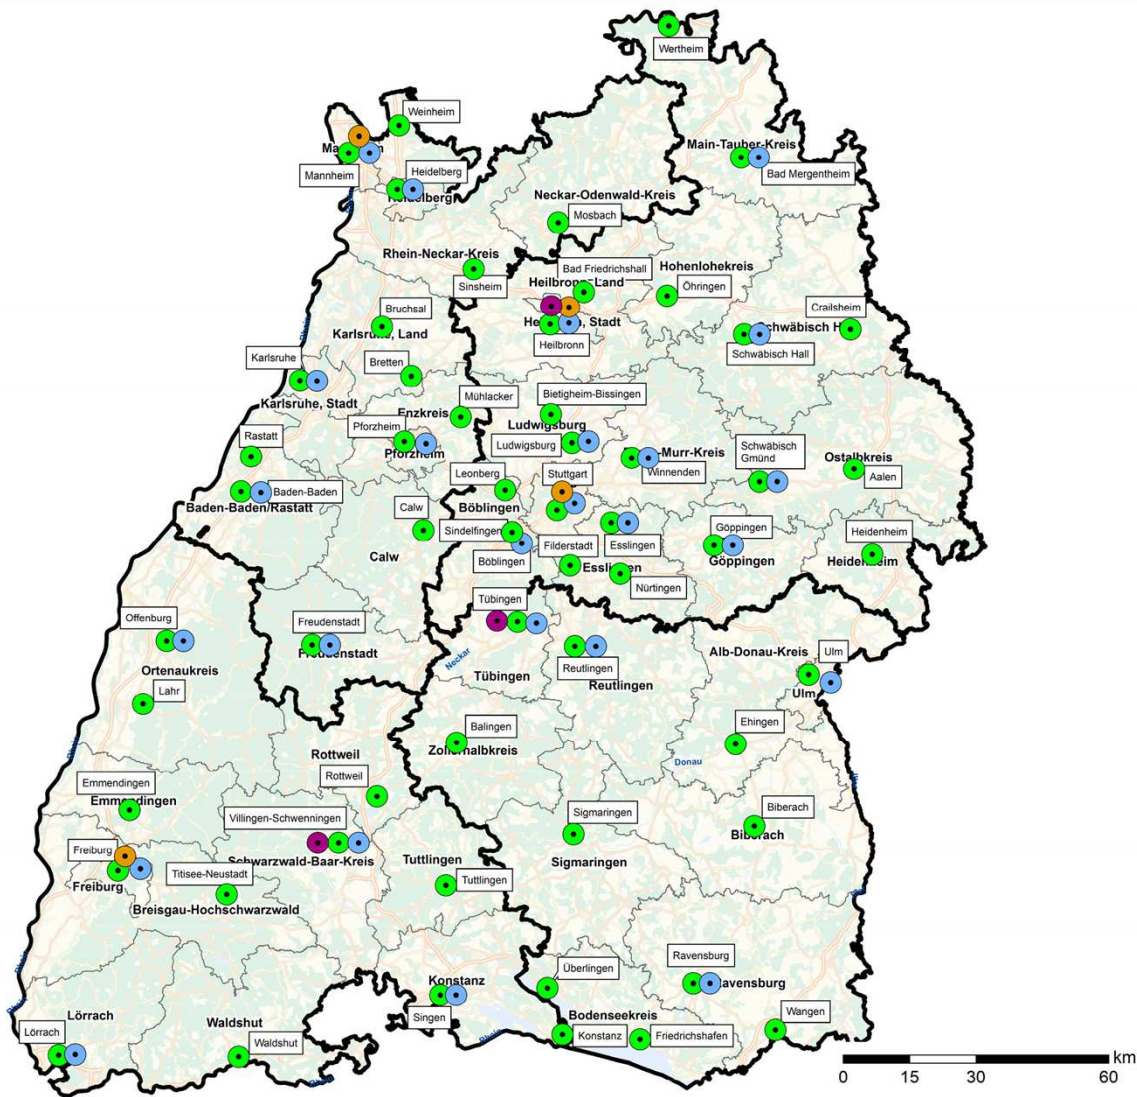 Wertheim
Weinheim
Main-Tauber-Kreis
Bad Mergentheim
Mannheim
Heidelberg
Heidelberg
Neckar-Odenwald-Kreis
Mosbach
Rhein-Neckar-Kreis
Sinsheim
Bad Friedrichshall
Heilbronn, Land
Hohenlohekreis
Öhringen
Heilbronn, Stadt
Heilbronn
Crailsheim
Schwäbisch Hall
Bruchsal
Karlsruhe, Land
Karlsruhe
Karlsruhe, Stadt
Bretten
Enzkreis
Mühlacker
Bietigheim-Bissingen
Ludwigsburg
Ludwigsburg
Pforzheim
Pforzheim
Rastatt
-Murr-Kreis
Winnenden
Schwäbisch
Gmünd
Ostalbkreis
Aalen
Leonberg
Stuttgart
Baden-Baden
Baden-Baden/Rastatt
Böblingen
Calw
Calw
Sindelfingen
Böblingen
Filderstadt
Esslingen
Esslingen
Nürtingen
Göppingen
Göppingen
Heidenheim
Heidenheim
Offenburg
Ortenaukreis
Lahr
Freudenstadt
Freudenstadt
Tübingen
Neckar
Tübingen
Reutlingen
Reutlingen
Alb-Donau-Kreis
Ulm
Ulm
Balingen
Zollernalbkreis
Ehingen
Donau
Rottweil
Rottweil
Emmendingen
Emmendingen
Villingen-Schwenningen
Schwarzwald-Baar-Kreis
Tuttlingen
Tuttlingen
Sigmaringen
Sigmaringen
Biberach
Biberach
Freiburg
Freiburg
Titisee-Neustadt
Breisgau-Hochschwarzwald
Konstanz
Singen
Überlingen
Ravensburg
Ravensburg
Bodenseekreis
Konstanz
Friedrichshafen
Wangen
Lörrach
Lörrach
Waldshut
Waldshut
Rhein
km
0 15 30 60